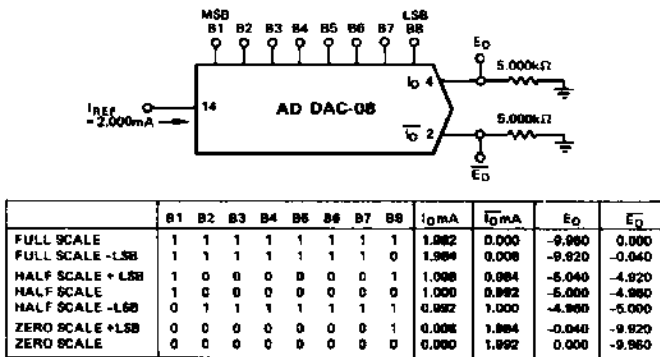 MSB LSB
B1 B2 B3 B4 B5 B6 B7 B8
EO
5.000kΩ
IO 4
IREF
= 2.000mA
14
AD DAC-08
5.000kΩ
IO 2
EO
B1 B2 B3 B4 B5 B6 B7 B8 IOmA IOmA EO EO
FULL SCALE 1 1 1 1 1 1 1 1 1.992 0.000 -9.960 0.000
FULL SCALE -LSB 1 1 1 1 1 1 1 0 1.984 0.008 -9.920 -0.040
HALF SCALE + LSB 1 0 0 0 0 0 0 1 1.008 0.984 -5.040 -4.920
HALF SCALE 1 0 0 0 0 0 0 0 1.000 0.992 -5.000 -4.960
HALF SCALE -LSB 0 1 1 1 1 1 1 1 0.992 1.000 -4.960 -5.000
ZERO SCALE +LSB 0 0 0 0 0 0 0 1 0.008 1.984 -0.040 -9.920
ZERO SCALE 0 0 0 0 0 0 0 0 0.000 1.992 0.000 -9.960